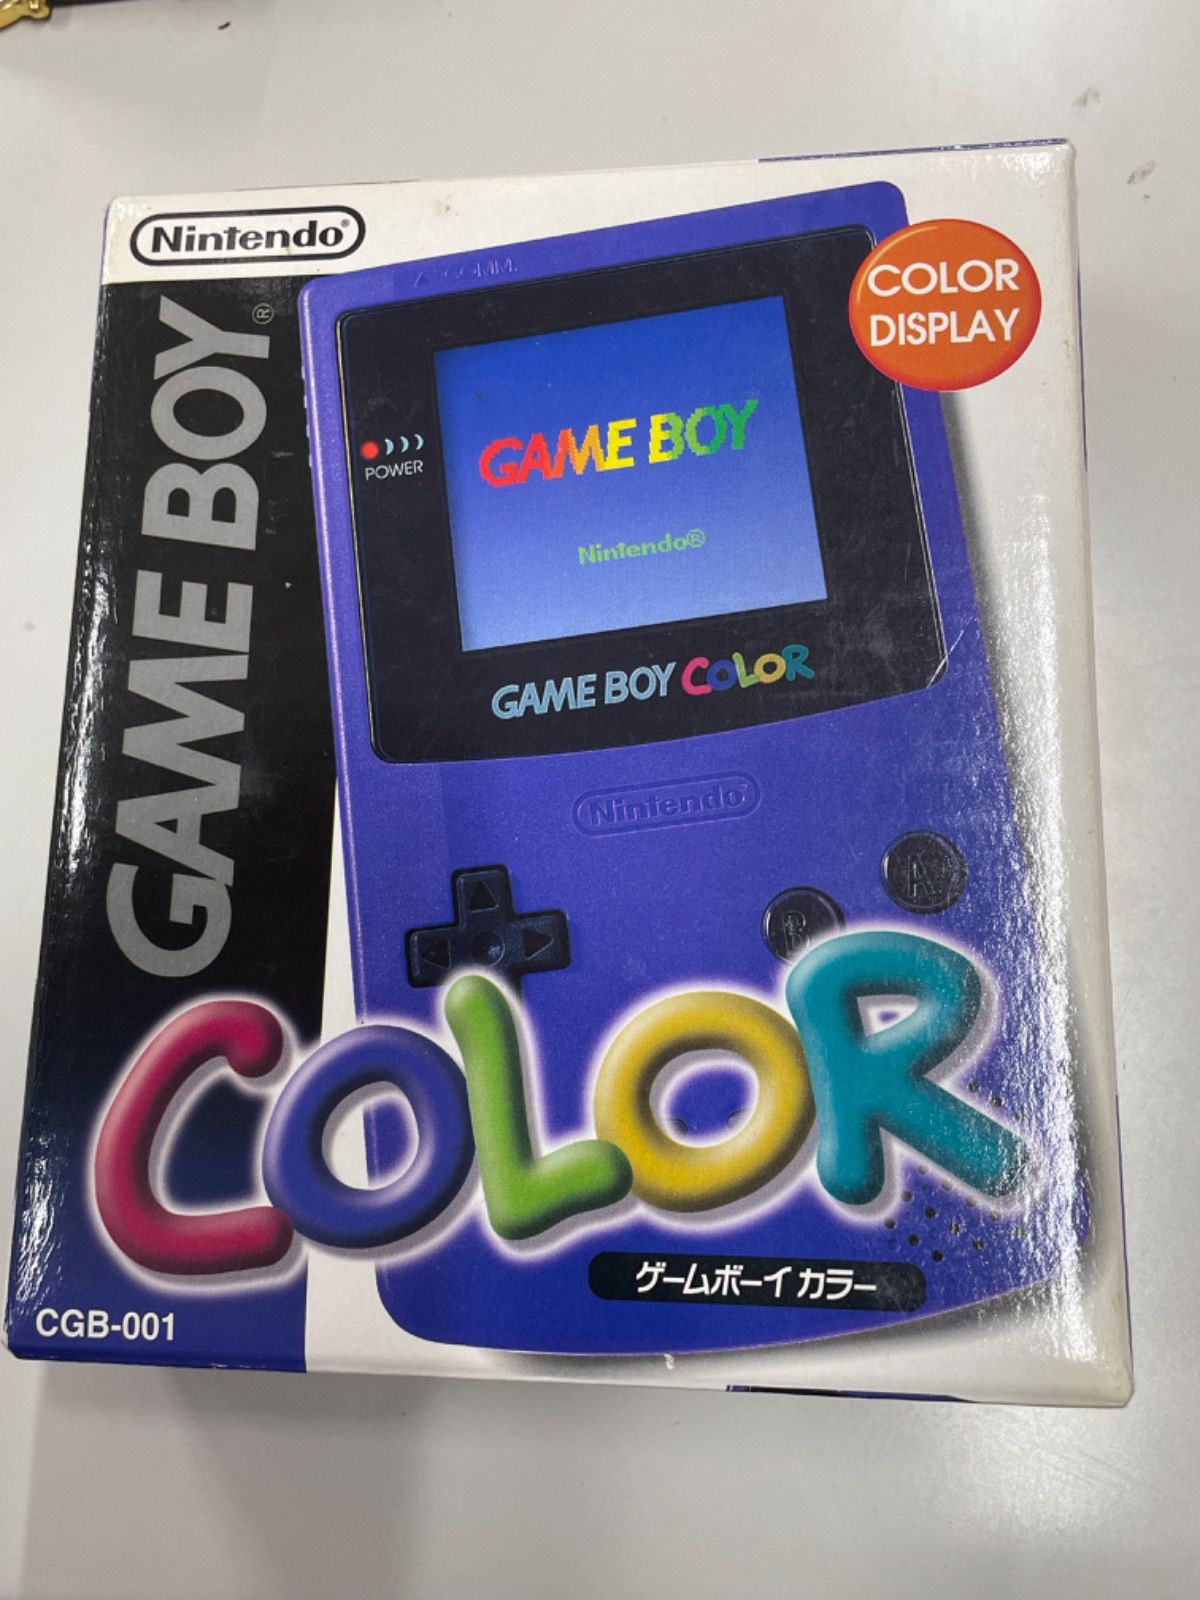 Nintendo®
GAME BOY®
COMM.
COLOR
DISPLAY
POWER
GAME BOY
Nintendo®
GAME BOY COLOR
Nintendo
A
B
COLOR
ゲームボーイ カラー
CGB-001